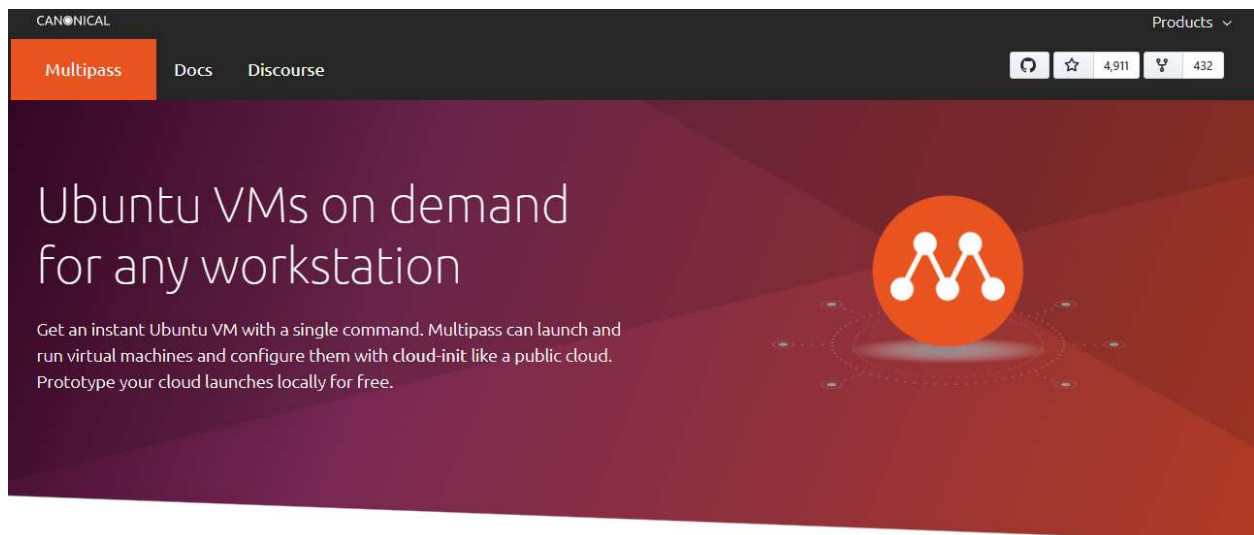 CANONICAL
Products
Multipass Docs Discourse
4,911 432
Ubuntu VMs on demand
for any workstation
Get an instant Ubuntu VM with a single command. Multipass can launch and
run virtual machines and configure them with cloud-init like a public cloud.
Prototype your cloud launches locally for free.